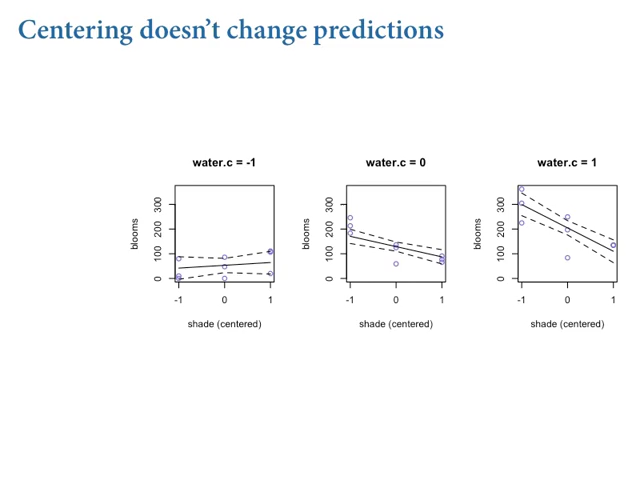 Centering doesn't change predictions
water.c = -1
water.c = 0
water.c = 1
blooms
0 100 200 300
-1 0 1
shade (centered)
blooms
0 100 200 300
-1 0 1
shade (centered)
blooms
0 100 200 300
-1 0 1
shade (centered)